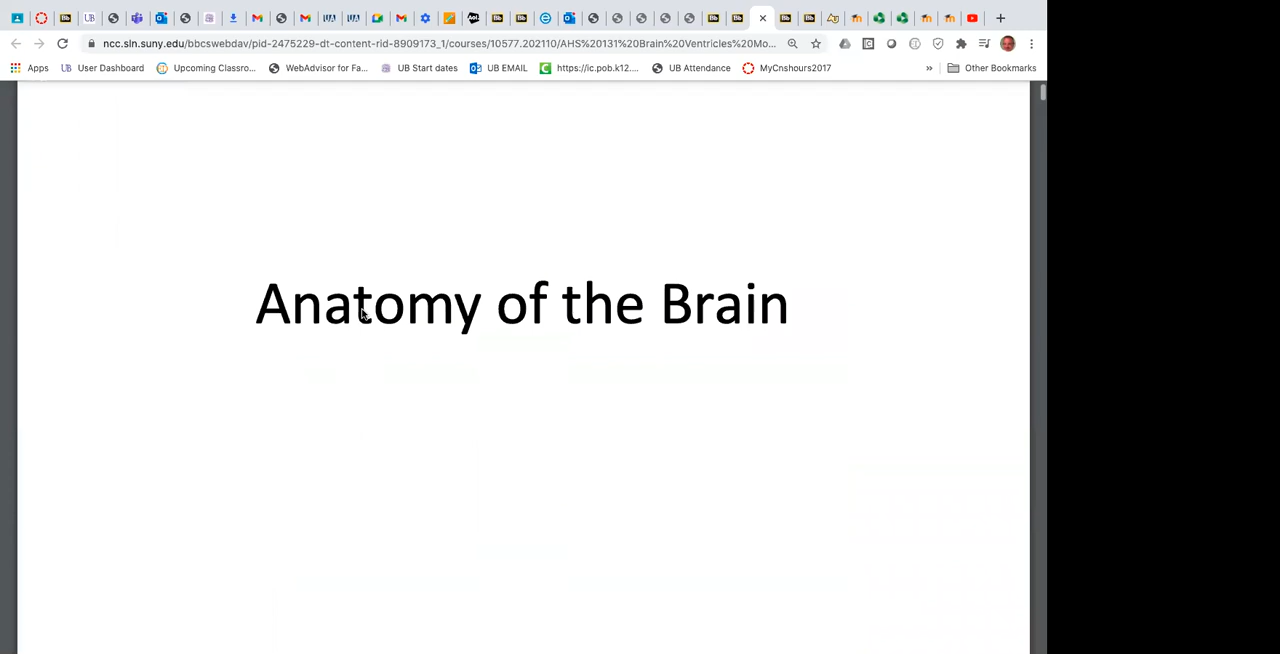 ncc.sln.suny.edu/bbcswebdav/pid-2475229-dt-content-rid-8909173_1/courses/10577.202110/AHS%20131%20Brain%20Ventricles%20Mo...
Apps UB User Dashboard Upcoming Classro... WebAdvisor for Fa... UB UB Start dates UB EMAIL https://ic.pob.k12.... UB Attendance MyCnshours2017 » Other Bookmarks
Anatomy of the Brain